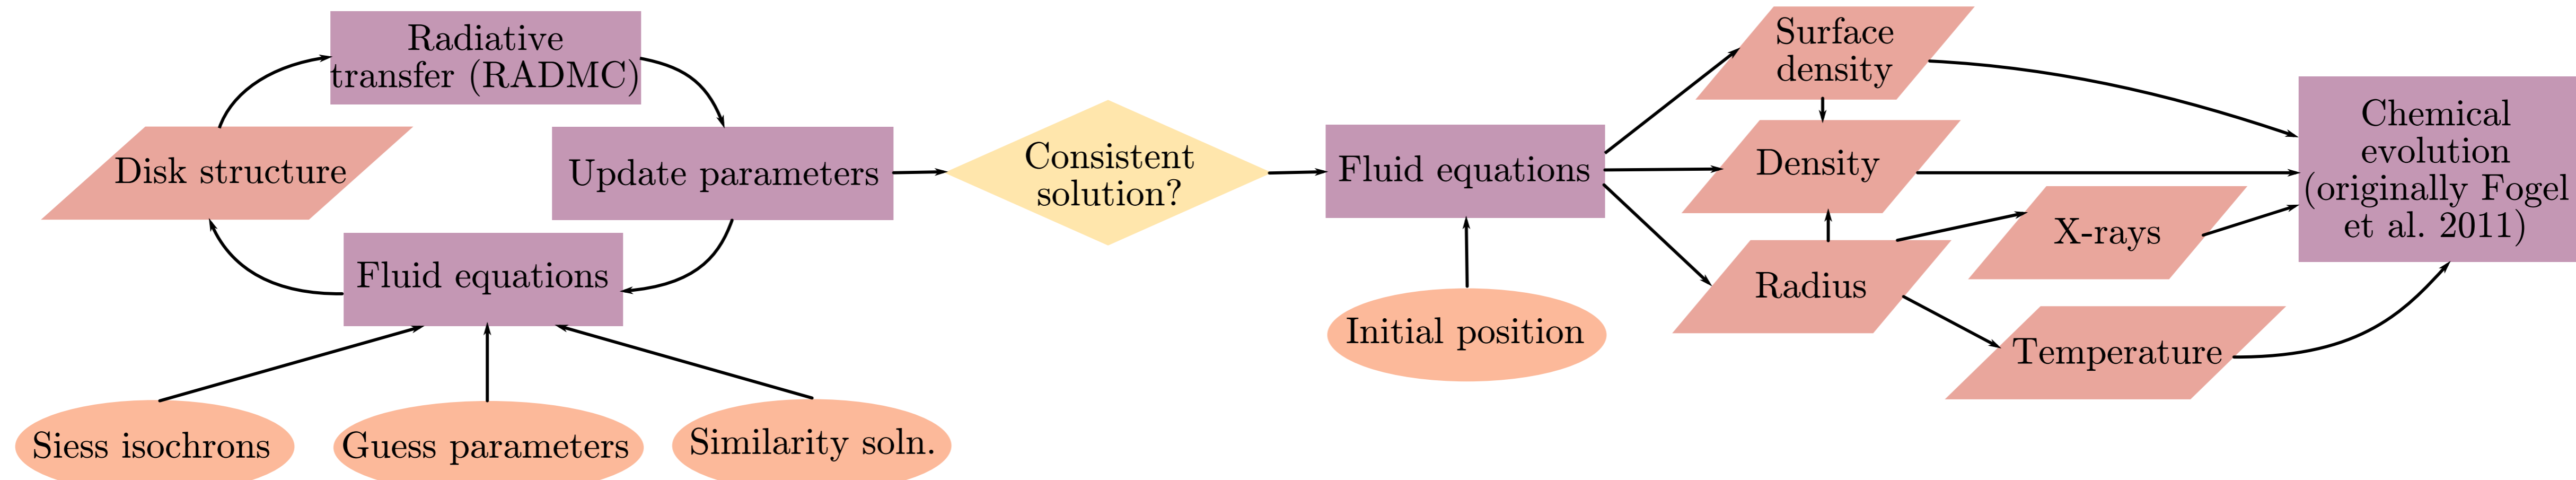 Radiative
transfer (RADMC)
Disk structure
Update parameters
Fluid equations
Siess isochrons
Guess parameters
Similarity soln.
Consistent
solution?
Fluid equations
Initial position
Surface
density
Density
Radius
X-rays
Temperature
Chemical
evolution
(originally Fogel
et al. 2011)